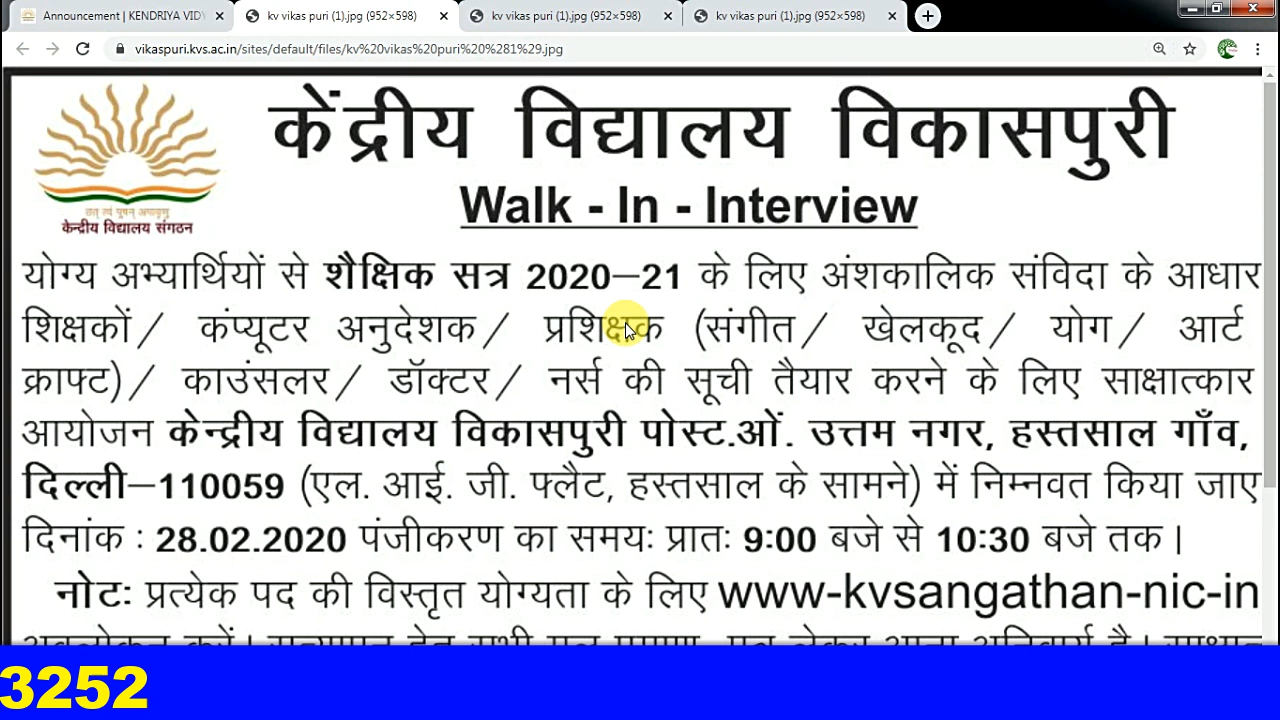 Announcement | KENDRIYA VIDY
kv vikas puri (1).jpg (952×598)
kv vikas puri (1).jpg (952×598)
kv vikas puri (1).jpg (952×598)
vikaspuri.kvs.ac.in/sites/default/files/kv%20vikas%20puri%20%281%29.jpg
केंद्रीय विद्यालय विकासपुरी
Walk - In - Interview
तत् त्वं पूषन् अपावृणु
केन्द्रीय विद्यालय संगठन
योग्य अभ्यार्थियों से शैक्षिक सत्र 2020–21 के लिए अंशकालिक संविदा के आधार
शिक्षकों / कंप्यूटर अनुदेशक / प्रशिक्षक (संगीत / खेलकूद / योग / आर्ट
क्राफ्ट) / काउंसलर / डॉक्टर / नर्स की सूची तैयार करने के लिए साक्षात्कार
आयोजन केन्द्रीय विद्यालय विकासपुरी पोस्ट.ओं. उत्तम नगर, हस्तसाल गाँव,
दिल्ली–110059 (एल. आई. जी. फ्लैट, हस्तसाल के सामने) में निम्नवत किया जाए
दिनांक : 28.02.2020 पंजीकरण का समयः प्रातः 9:00 बजे से 10:30 बजे तक।
नोटः प्रत्येक पद की विस्तृत योग्यता के लिए www-kvsangathan-nic-in
3252